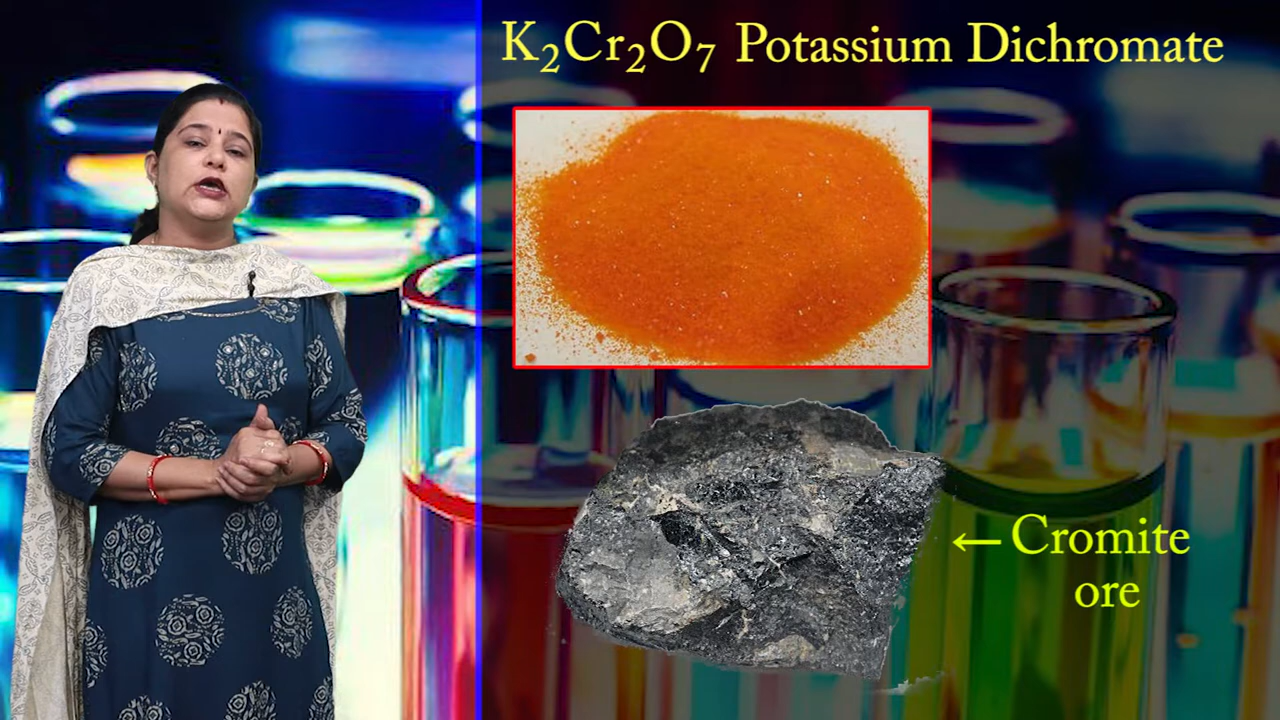 K₂Cr₂O₇ Potassium Dichromate
← Cromite
ore